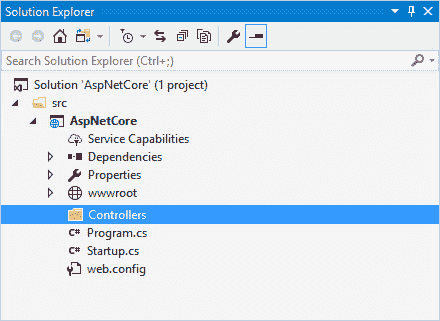 Solution Explorer
Search Solution Explorer (Ctrl+;)
Solution 'AspNetCore' (1 project)
src
AspNetCore
Service Capabilities
Dependencies
Properties
wwwroot
Controllers
C# Program.cs
C# Startup.cs
web.config